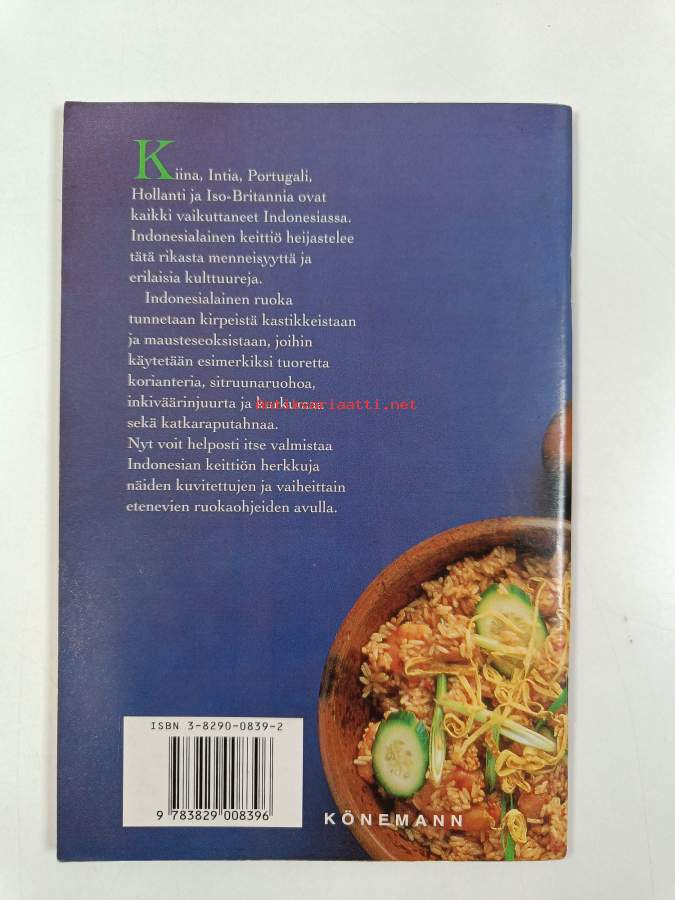 Kiina, Intia, Portugali,
Hollanti ja Iso-Britannia ovat
kaikki vaikuttaneet Indonesiassa.
Indonesialainen keittiö heijastelee
tätä rikasta menneisyyttä ja
erilaisia kulttuureja.
Indonesialainen ruoka
tunnetaan kirpeistä kastikkeistaan
ja mausteseoksistaan, joihin
käytetään esimerkiksi tuoretta
korianteria, sitruunaruohoa,
inkiväärinjuurta ja kurkumaa
antikvariaatti.net
sekä katkaraputahnaa.
Nyt voit helposti itse valmistaa
Indonesian keittiön herkkuja
näiden kuvitettujen ja vaiheittain
etenevien ruokaohjeiden avulla.
ISBN 3-8290-0839-2
9 783829 008396
KÖNEMANN